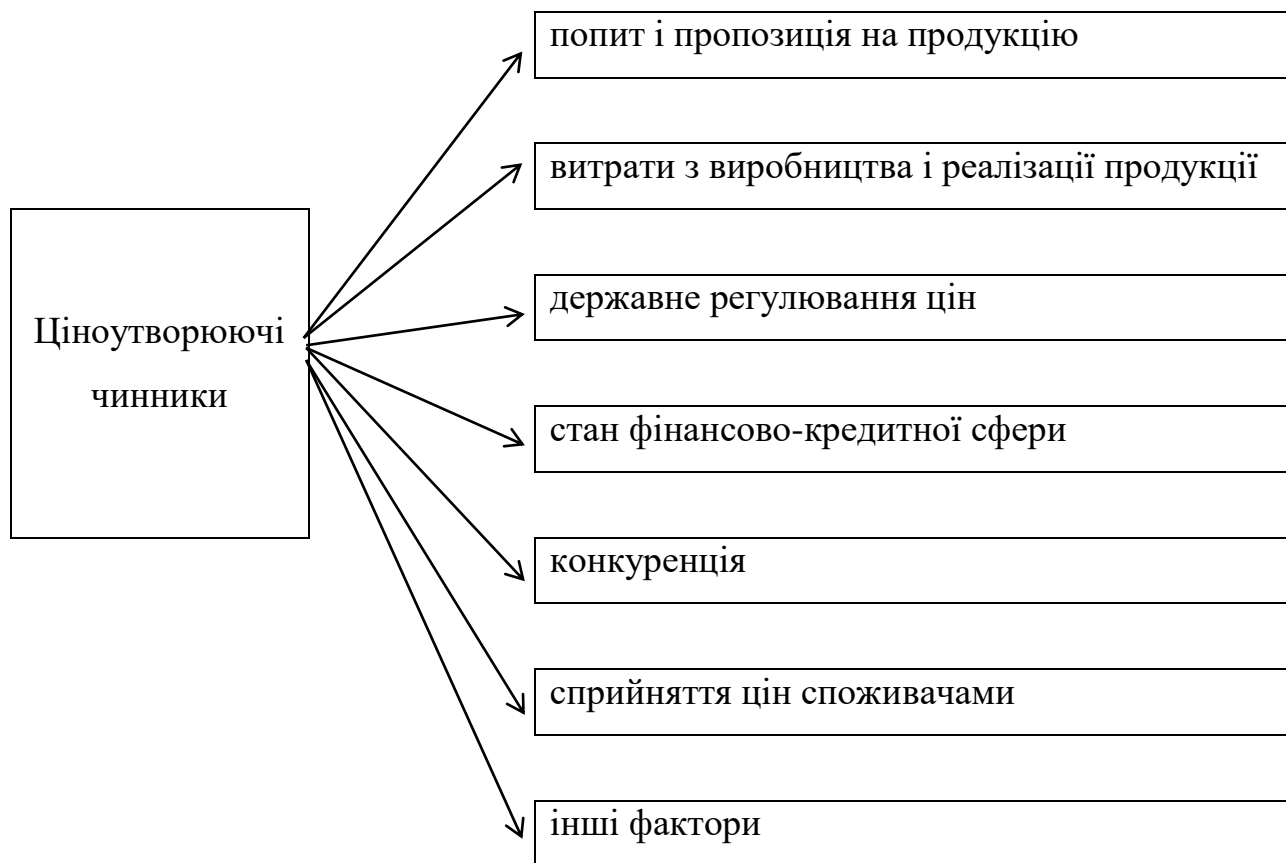 Ціноутворюючі
чинники
попит і пропозиція на продукцію
витрати з виробництва і реалізації продукції
державне регулювання цін
стан фінансово-кредитної сфери
конкуренція
сприйняття цін споживачами
інші фактори